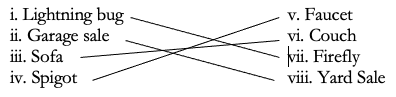 i. Lightning bug v. Faucet
ii. Garage sale vi. Couch
iii. Sofa vii. Firefly
iv. Spigot viii. Yard Sale